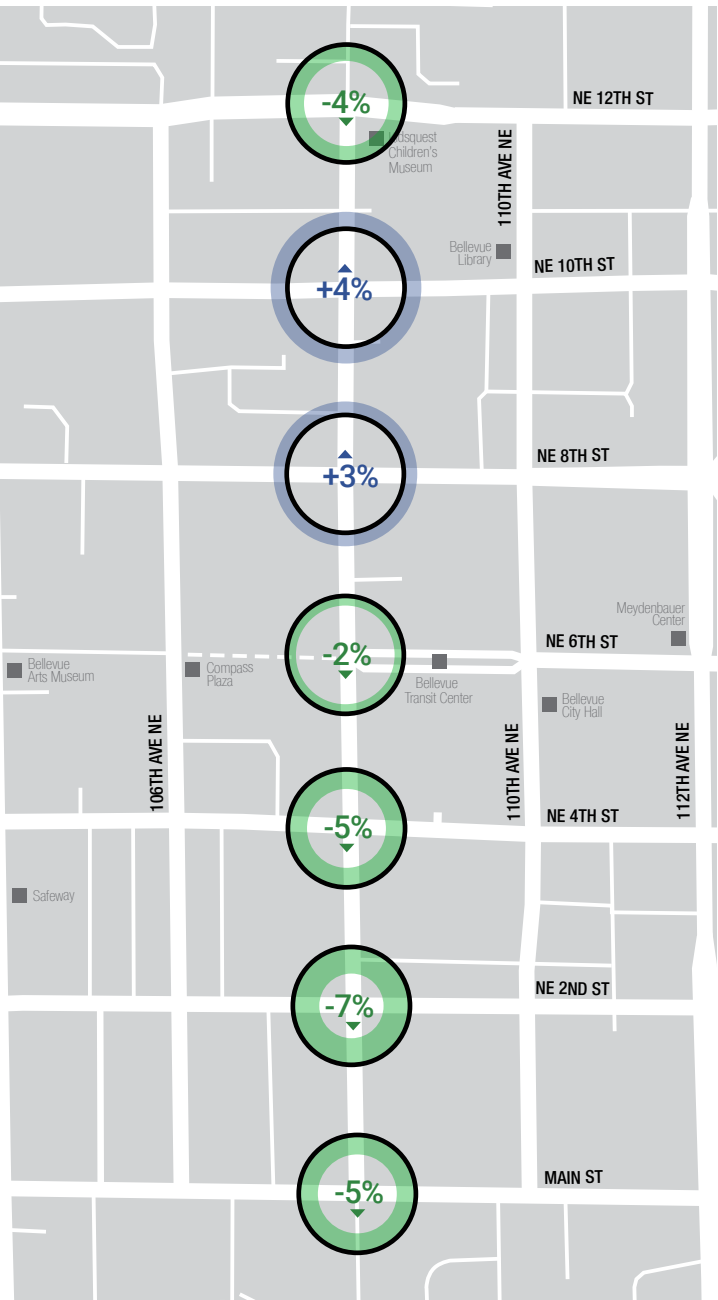 NE 12TH ST
-4%
Kidsquest
Children's
Museum
110TH AVE NE
Bellevue
Library
NE 10TH ST
+4%
NE 8TH ST
+3%
Meydenbauer
Center
NE 6TH ST
-2%
Bellevue
Arts Museum
Compass
Plaza
Bellevue
Transit Center
Bellevue
City Hall
106TH AVE NE
110TH AVE NE
112TH AVE NE
NE 4TH ST
-5%
Safeway
NE 2ND ST
-7%
MAIN ST
-5%